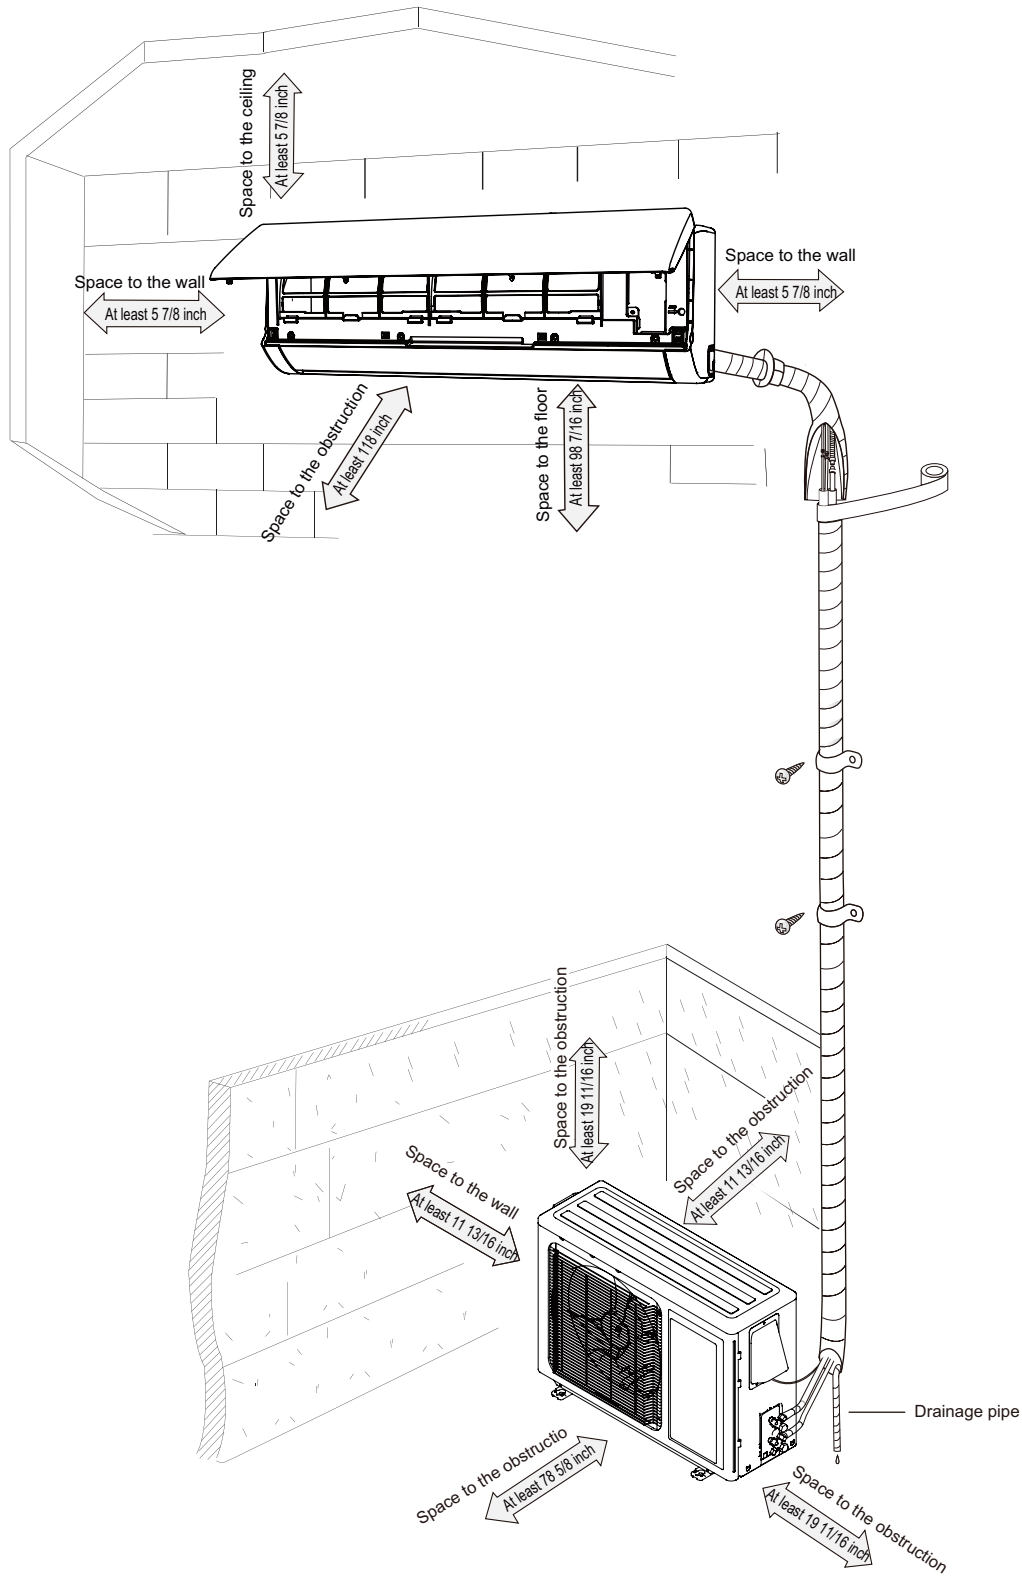 Space to the ceiling
At least 5 7/8 inch
Space to the wall
At least 5 7/8 inch
Space to the wall
At least 5 7/8 inch
Space to the obstruction
At least 118 inch
Space to the floor
At least 98 7/16 inch
Space to the obstruction
At least 19 11/16 inch
Space to the obstruction
At least 11 13/16 inch
Space to the wall
At least 11 13/16 inch
Drainage pipe
Space to the obstructio
At least 78 5/8 inch
Space to the obstruction
At least 19 11/16 inch